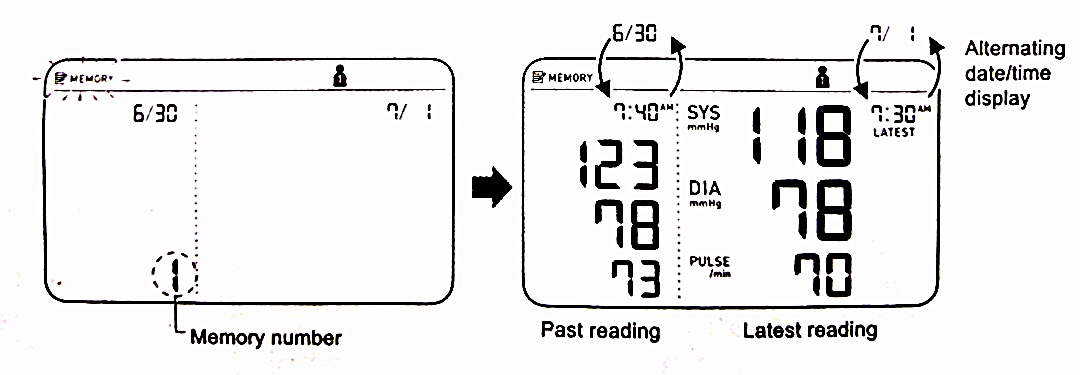 MEMORY
6/30
7/ 1
1
Memory number
6/30
7/ 1
Alternating
date/time
display
MEMORY
7:40AM
SYS
mmHg
118
7:30AM
LATEST
123
DIA
mmHg
78
78
PULSE
/min
70
73
Past reading
Latest reading